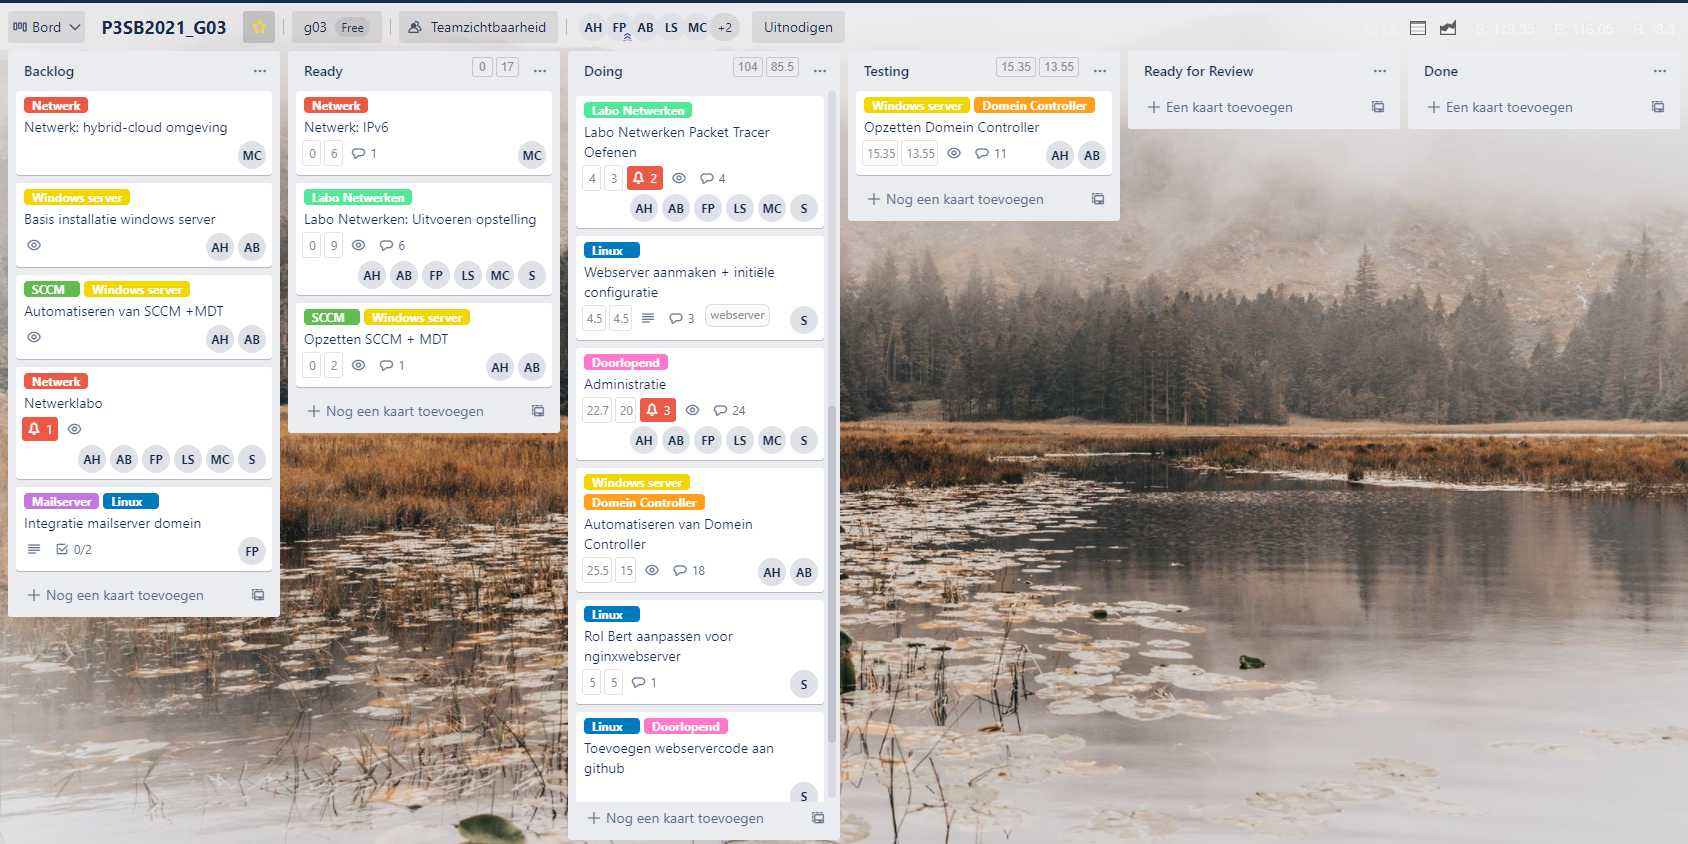 Bord
P3SB2021_G03
g03 Free
Teamzichtbaarheid
AH FP AB LS MC +2
Uitnodigen
S: 119.35 E: 116.05 R: -3.3
Backlog
Netwerk
Netwerk: hybrid-cloud omgeving
MC
Windows server
Basis installatie windows server
AH AB
SCCM Windows server
Automatiseren van SCCM +MDT
AH AB
Netwerk
Netwerklabo
1
AH AB FP LS MC S
Mailserver Linux
Integratie mailserver domein
0/2
FP
+ Nog een kaart toevoegen
Ready 0 17
Netwerk
Netwerk: IPv6
0 6 1
MC
Labo Netwerken
Labo Netwerken: Uitvoeren opstelling
0 9 6
AH AB FP LS MC S
SCCM Windows server
Opzetten SCCM + MDT
0 2 1
AH AB
+ Nog een kaart toevoegen
Doing 104 85.5
Labo Netwerken
Labo Netwerken Packet Tracer
Oefenen
4 3 2 4
AH AB FP LS MC S
Linux
Webserver aanmaken + initiële
configuratie
4.5 4.5 3 webserver
S
Doorlopend
Administratie
22.7 20 3 24
AH AB FP LS MC S
Windows server
Domein Controller
Automatiseren van Domein
Controller
25.5 15 18
AH AB
Linux
Rol Bert aanpassen voor
nginxwebserver
5 5 1
S
Linux Doorlopend
Toevoegen webservercode aan
github
S
+ Nog een kaart toevoegen
Testing 15.35 13.55
Windows server Domein Controller
Opzetten Domein Controller
15.35 13.55 11
AH AB
+ Nog een kaart toevoegen
Ready for Review
+ Een kaart toevoegen
Done
+ Een kaart toevoegen